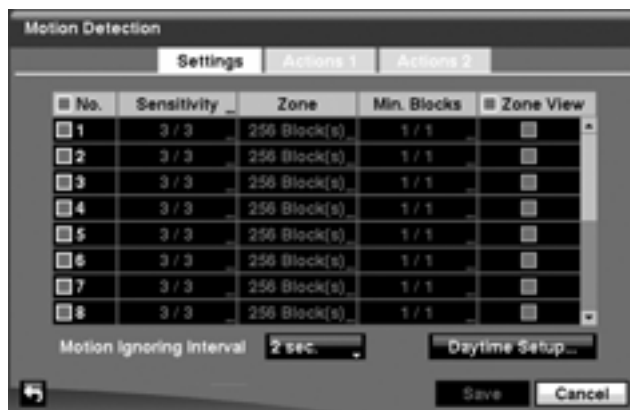 Motion Detection
Settings Actions 1 Actions 2
No. Sensitivity Zone Min. Blocks Zone View
1 3 / 3 256 Block(s) 1 / 1
2 3 / 3 256 Block(s) 1 / 1
3 3 / 3 256 Block(s) 1 / 1
4 3 / 3 256 Block(s) 1 / 1
5 3 / 3 256 Block(s) 1 / 1
6 3 / 3 256 Block(s) 1 / 1
7 3 / 3 256 Block(s) 1 / 1
8 3 / 3 256 Block(s) 1 / 1
Motion Ignoring Interval 2 sec. Daytime Setup...
Save Cancel